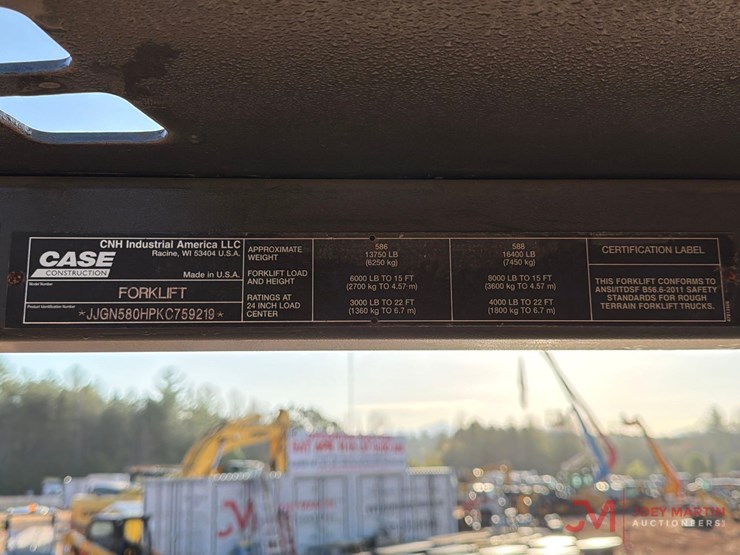 CASE
CONSTRUCTION
CNH Industrial America LLC
Racine, WI 53404 U.S.A.
Made in U.S.A.
Model Number
FORKLIFT
Product Identification Number
*JJGN580HPKC759219*
APPROXIMATE
WEIGHT
FORKLIFT LOAD
AND HEIGHT
RATINGS AT
24 INCH LOAD
CENTER
586
13750 LB
(6250 kg)
6000 LB TO 15 FT
(2700 kg TO 4.57 m)
3000 LB TO 22 FT
(1360 kg TO 6.7 m)
588
16400 LB
(7450 kg)
8000 LB TO 15 FT
(3600 kg TO 4.57 m)
4000 LB TO 22 FT
(1800 kg TO 6.7 m)
CERTIFICATION LABEL
THIS FORKLIFT CONFORMS TO
ANSI/ITDSF B56.6-2011 SAFETY
STANDARDS FOR ROUGH
TERRAIN FORKLIFT TRUCKS.
JM
JOEY MARTIN
AUCTIONEERS